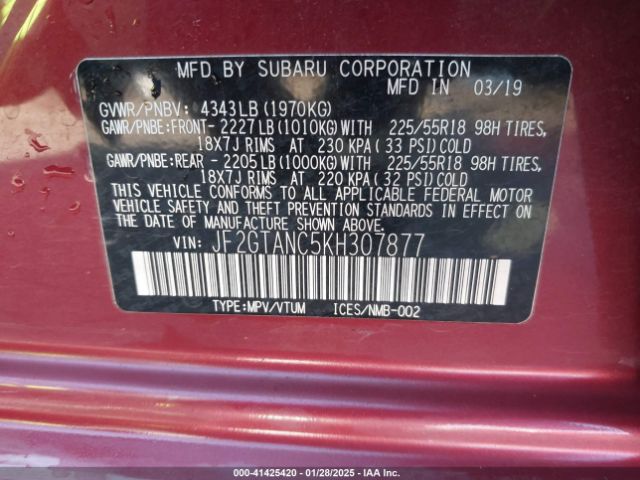 MFD BY SUBARU CORPORATION
MFD IN 03/19
GVWR/PNBV: 4343LB (1970KG)
GAWR/PNBE:FRONT-2227LB (1010KG)WITH 225/55R18 98H TIRES,
18X7J RIMS AT 230 KPA (33 PSI)COLD
GAWR/PNBE:REAR -2205LB (1000KG)WITH 225/55R18 98H TIRES,
18X7J RIMS AT 220 KPA (32 PSI)COLD
THIS VEHICLE CONFORMS TO ALL APPLICABLE FEDERAL MOTOR
VEHICLE SAFETY AND THEFT PREVENTION STANDARDS IN EFFECT ON
THE DATE OF MANUFACTURE SHOWN ABOVE.
VIN: JF2GTANC5KH307877
TYPE:MPV/VTUM ICES/NMB-002
000-41425420 - 01/28/2025 - IAA Inc.